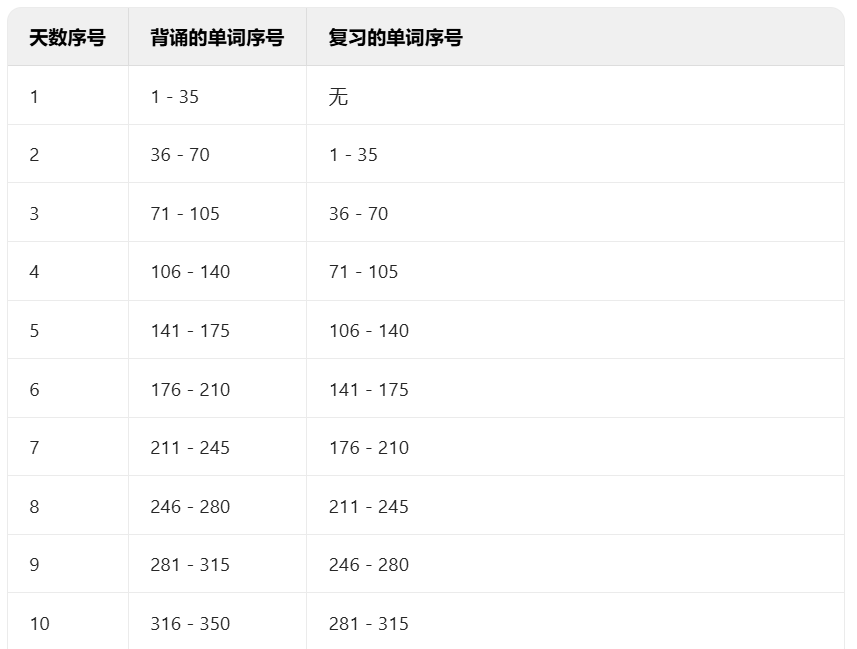 天数序号 背诵的单词序号 复习的单词序号
1 1 - 35 无
2 36 - 70 1 - 35
3 71 - 105 36 - 70
4 106 - 140 71 - 105
5 141 - 175 106 - 140
6 176 - 210 141 - 175
7 211 - 245 176 - 210
8 246 - 280 211 - 245
9 281 - 315 246 - 280
10 316 - 350 281 - 315